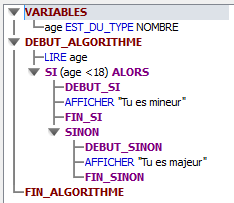 VARIABLES
age EST_DU_TYPE NOMBRE
DEBUT_ALGORITHME
LIRE age
SI (age <18) ALORS
DEBUT_SI
AFFICHER "Tu es mineur"
FIN_SI
SINON
DEBUT_SINON
AFFICHER "Tu es majeur"
FIN_SINON
FIN_ALGORITHME